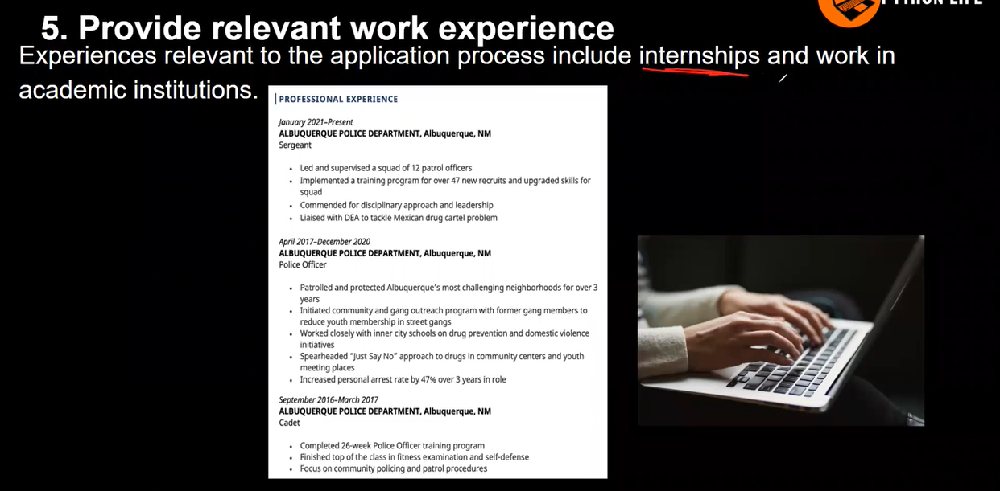 PYTHON LIFE
5. Provide relevant work experience
Experiences relevant to the application process include internships and work in
academic institutions.
PROFESSIONAL EXPERIENCE
January 2021–Present
ALBUQUERQUE POLICE DEPARTMENT, Albuquerque, NM
Sergeant
• Led and supervised a squad of 12 patrol officers
• Implemented a training program for over 47 new recruits and upgraded skills for
squad
• Commended for disciplinary approach and leadership
• Liaised with DEA to tackle Mexican drug cartel problem
April 2017–December 2020
ALBUQUERQUE POLICE DEPARTMENT, Albuquerque, NM
Police Officer
• Patrolled and protected Albuquerque's most challenging neighborhoods for over 3
years
• Initiated community and gang outreach program with former gang members to
reduce youth membership in street gangs
• Worked closely with inner city schools on drug prevention and domestic violence
initiatives
• Spearheaded “Just Say No” approach to drugs in community centers and youth
meeting places
• Increased personal arrest rate by 47% over 3 years in role
September 2016–March 2017
ALBUQUERQUE POLICE DEPARTMENT, Albuquerque, NM
Cadet
• Completed 26-week Police Officer training program
• Finished top of the class in fitness examination and self-defense
• Focus on community policing and patrol procedures